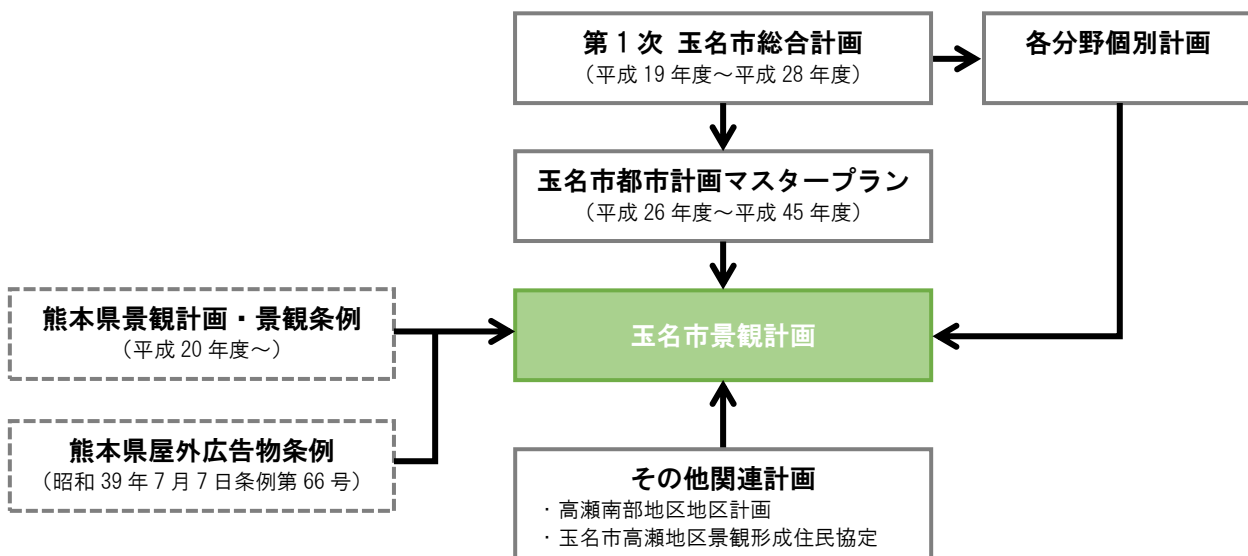 第1次 玉名市総合計画
（平成 19 年度～平成 28 年度）
各分野個別計画
玉名市都市計画マスタープラン
（平成 26 年度～平成 45 年度）
熊本県景観計画・景観条例
（平成 20 年度～）
玉名市景観計画
熊本県屋外広告物条例
（昭和 39 年 7 月 7 日条例第 66 号）
その他関連計画
・高瀬南部地区地区計画
・玉名市高瀬地区景観形成住民協定